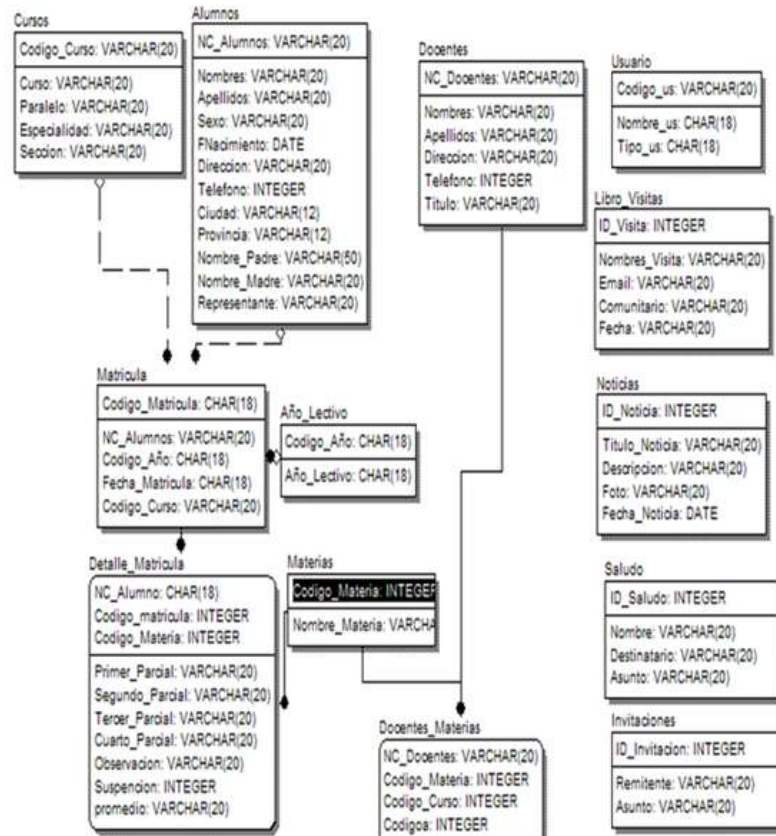 Cursos
Codigo_Curso: VARCHAR(20)
Curso: VARCHAR(20)
Paralelo: VARCHAR(20)
Especialidad: VARCHAR(20)
Seccion: VARCHAR(20)
Alumnos
NC_Alumnos: VARCHAR(20)
Nombres: VARCHAR(20)
Apellidos: VARCHAR(20)
Sexo: VARCHAR(20)
FNacimiento: DATE
Direccion: VARCHAR(20)
Telefono: INTEGER
Ciudad: VARCHAR(12)
Provincia: VARCHAR(12)
Nombre_Padre: VARCHAR(50)
Nombre_Madre: VARCHAR(20)
Representante: VARCHAR(20)
Docentes
NC_Docentes: VARCHAR(20)
Nombres: VARCHAR(20)
Apellidos: VARCHAR(20)
Direccion: VARCHAR(20)
Telefono: INTEGER
Titulo: VARCHAR(20)
Usuario
Codigo_us: VARCHAR(20)
Nombre_us: CHAR(18)
Tipo_us: CHAR(18)
Libro_Visitas
ID_Visita: INTEGER
Nombres_Visita: VARCHAR(20)
Email: VARCHAR(20)
Comunitario: VARCHAR(20)
Fecha: VARCHAR(20)
Matricula
Codigo_Matricula: CHAR(18)
NC_Alumnos: VARCHAR(20)
Codigo_Año: CHAR(18)
Fecha_Matricula: CHAR(18)
Codigo_Curso: VARCHAR(20)
Año_Lectivo
Codigo_Año: CHAR(18)
Año_Lectivo: CHAR(18)
Noticias
ID_Noticia: INTEGER
Titulo_Noticia: VARCHAR(20)
Descripcion: VARCHAR(20)
Foto: VARCHAR(20)
Fecha_Noticia: DATE
Detalle_Matricula
NC_Alumno: CHAR(18)
Codigo_matricula: INTEGER
Codigo_Materia: INTEGER
Primer_Parcial: VARCHAR(20)
Segundo_Parcial: VARCHAR(20)
Tercer_Parcial: VARCHAR(20)
Cuarto_Parcial: VARCHAR(20)
Observacion: VARCHAR(20)
Suspencion: INTEGER
promedio: VARCHAR(20)
Materias
Codigo_Materia: INTEGER
Nombre_Materia: VARCHA
Saludo
ID_Saludo: INTEGER
Nombre: VARCHAR(20)
Destinatario: VARCHAR(20)
Asunto: VARCHAR(20)
Docentes_Materias
NC_Docentes: VARCHAR(20)
Codigo_Materia: INTEGER
Codigo_Curso: INTEGER
Codigoa: INTEGER
Invitaciones
ID_Invitacion: INTEGER
Remitente: VARCHAR(20)
Asunto: VARCHAR(20)